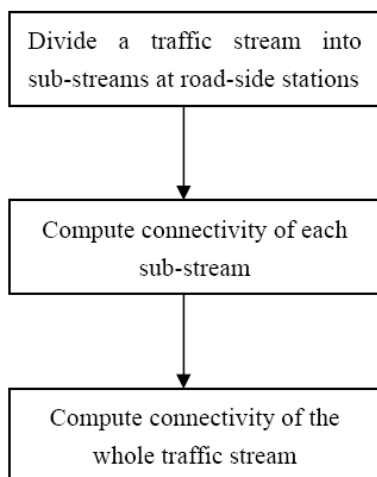 Divide a traffic stream into
sub-streams at road-side stations
Compute connectivity of each
sub-stream
Compute connectivity of the
whole traffic stream